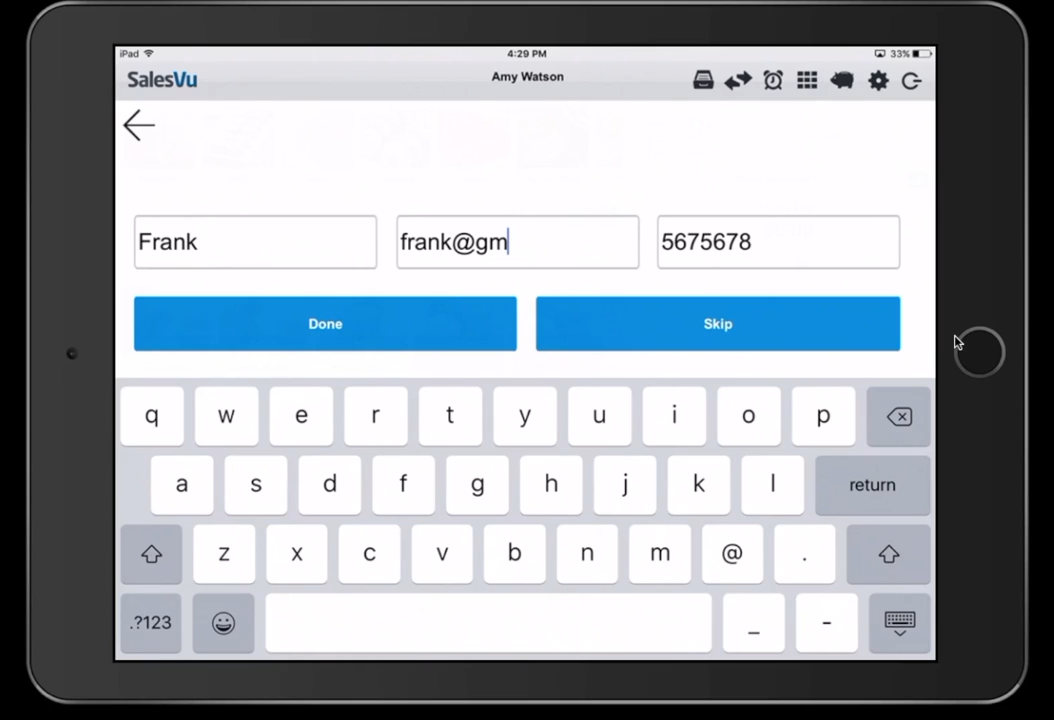 iPad 4:29 PM 33%
SalesVu Amy Watson
Frank frank@gm 5675678
Done Skip
q w e r t y u i o p
a s d f g h j k l return
z x c v b n m @ .
.?123 _ -